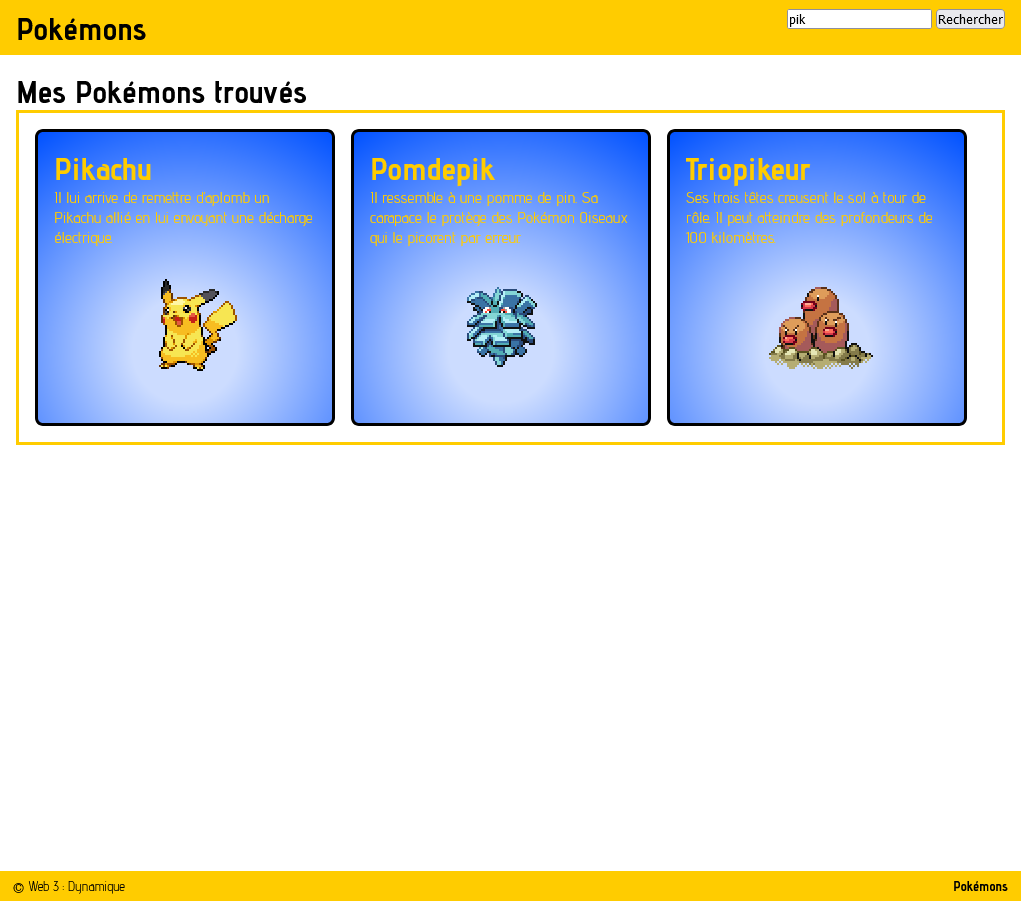 Pokémons
pik
Rechercher
Mes Pokémons trouvés
Pikachu
Il lui arrive de remettre d'aplomb un
Pikachu allié en lui envoyant une décharge
électrique.
Pomdepik
Il ressemble à une pomme de pin. Sa
carapace le protège des Pokémon Oiseaux
qui le picorent par erreur.
Triopikeur
Ses trois têtes creusent le sol à tour de
rôle. Il peut atteindre des profondeurs de
100 kilomètres.
© Web 3 : Dynamique
Pokémons